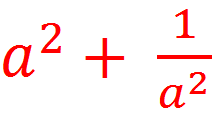 a² + 1/a²